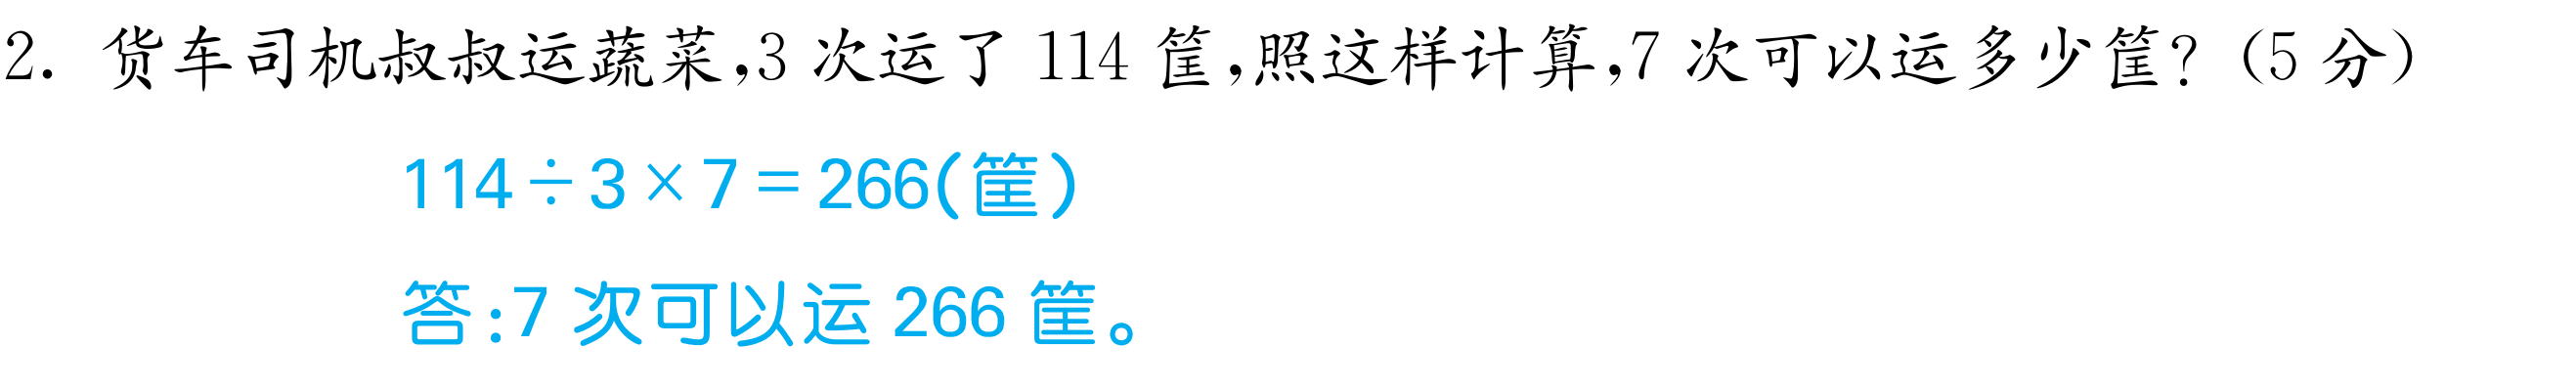 2. 货车司机叔叔运蔬菜,3 次运了 114 筐,照这样计算,7 次可以运多少筐? (5 分)
114÷3×7=266(筐)
答:7 次可以运 266 筐。